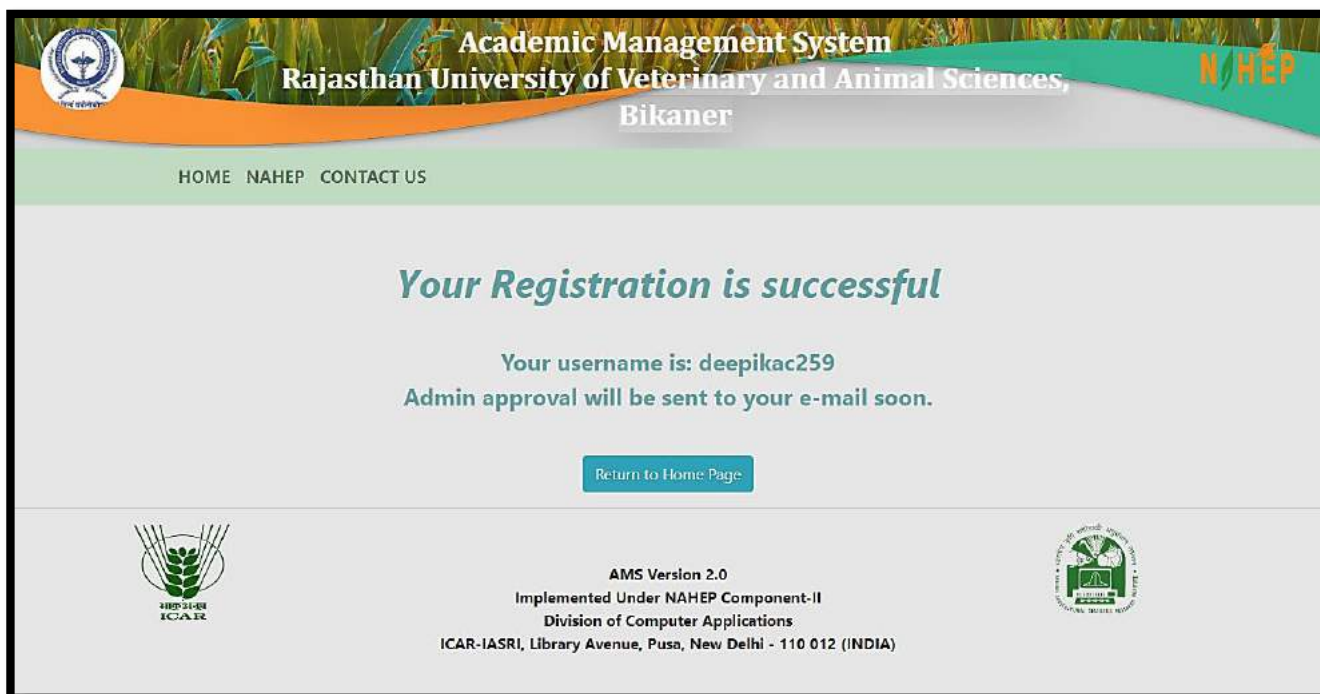 Academic Management System
Rajasthan University of Veterinary and Animal Sciences,
Bikaner
NAHEP
HOME NAHEP CONTACT US
Your Registration is successful
Your username is: deepikac259
Admin approval will be sent to your e-mail soon.
Return to Home Page
ICAR
AMS Version 2.0
Implemented Under NAHEP Component-II
Division of Computer Applications
ICAR-IASRI, Library Avenue, Pusa, New Delhi - 110 012 (INDIA)